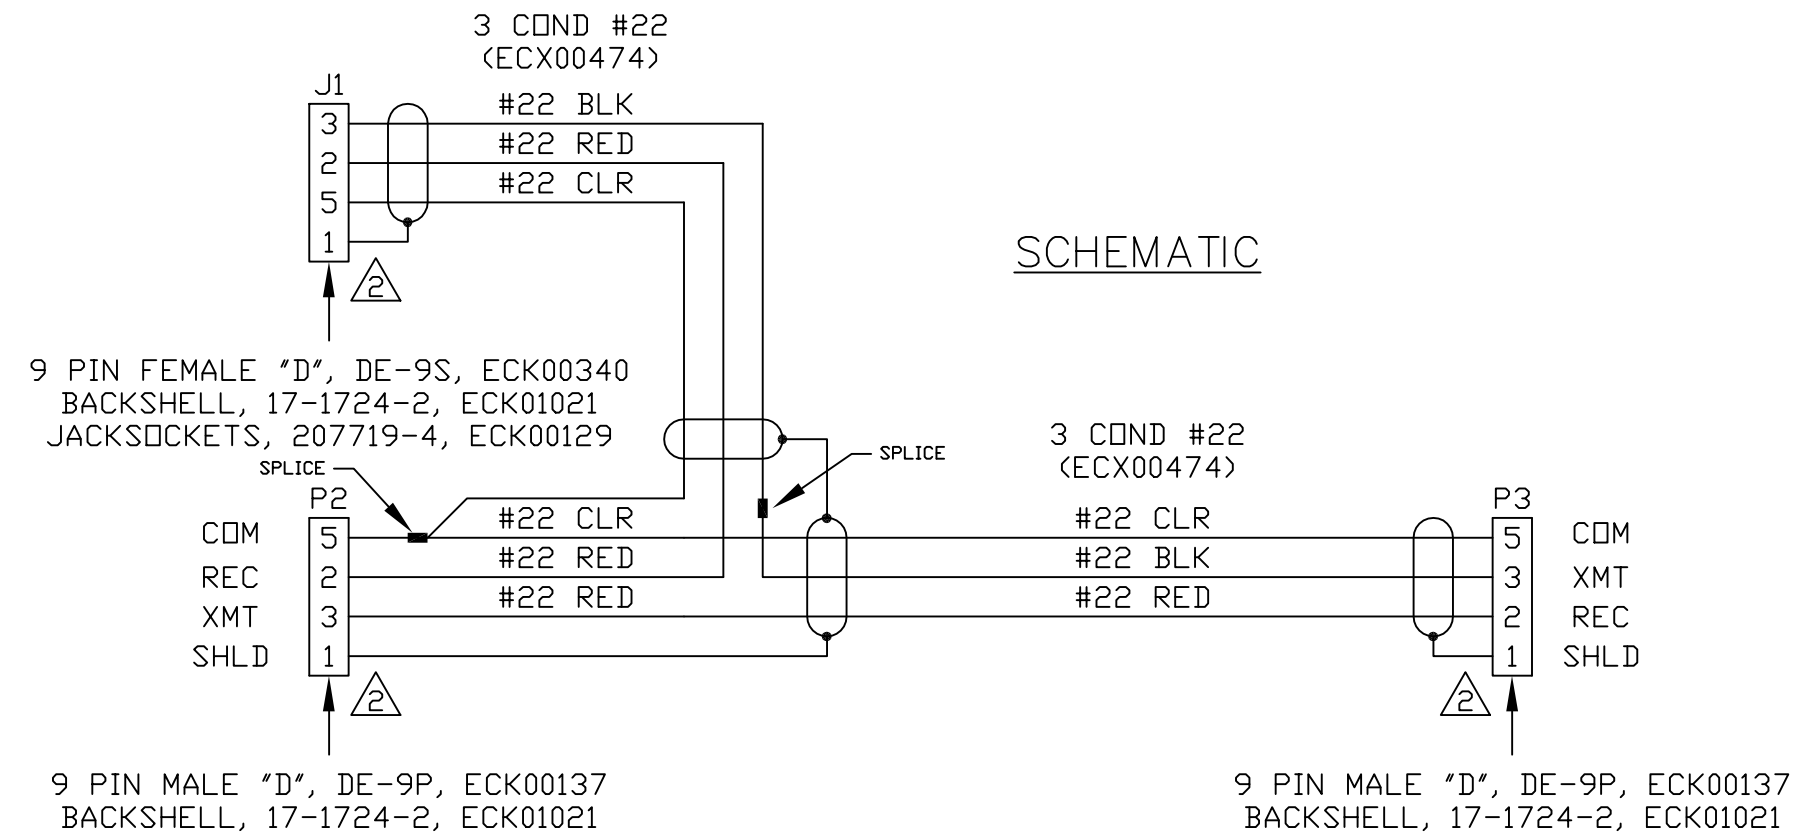 3 COND #22
(ECX00474)
J1
#22 BLK
3
#22 RED
2
#22 CLR
5
1
2
SCHEMATIC
9 PIN FEMALE "D", DE-9S, ECK00340
BACKSHELL, 17-1724-2, ECK01021
JACKSOCKETS, 207719-4, ECK00129
SPLICE
SPLICE
3 COND #22
(ECX00474)
P2
P3
COM 5 #22 CLR #22 CLR 5 COM
REC 2 #22 RED #22 BLK 3 XMT
XMT 3 #22 RED #22 RED 2 REC
SHLD 1 1 SHLD
2
2
9 PIN MALE "D", DE-9P, ECK00137
BACKSHELL, 17-1724-2, ECK01021
9 PIN MALE "D", DE-9P, ECK00137
BACKSHELL, 17-1724-2, ECK01021